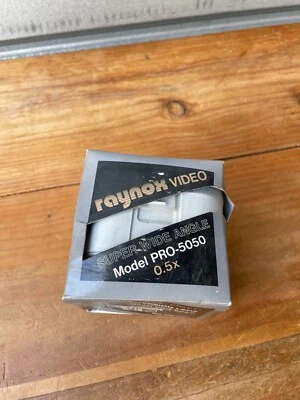 raynox VIDEO
SUPER-WIDE ANGLE
Model PRO-5050
0.5x